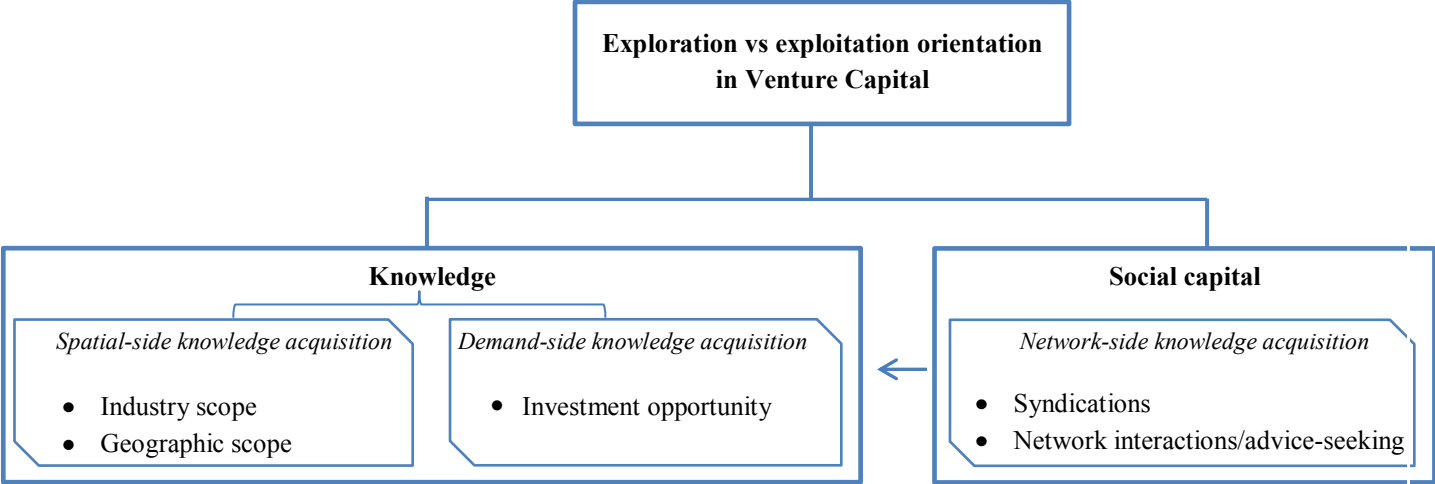 Exploration vs exploitation orientation
in Venture Capital
Knowledge
Spatial-side knowledge acquisition
• Industry scope
• Geographic scope
Demand-side knowledge acquisition
• Investment opportunity
Social capital
Network-side knowledge acquisition
• Syndications
• Network interactions/advice-seeking